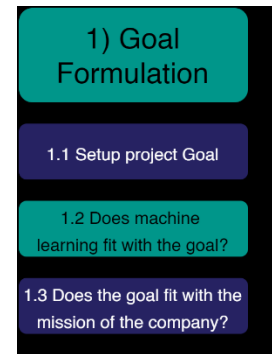 1) Goal
Formulation
1.1 Setup project Goal
1.2 Does machine
learning fit with the goal?
1.3 Does the goal fit with the
mission of the company?